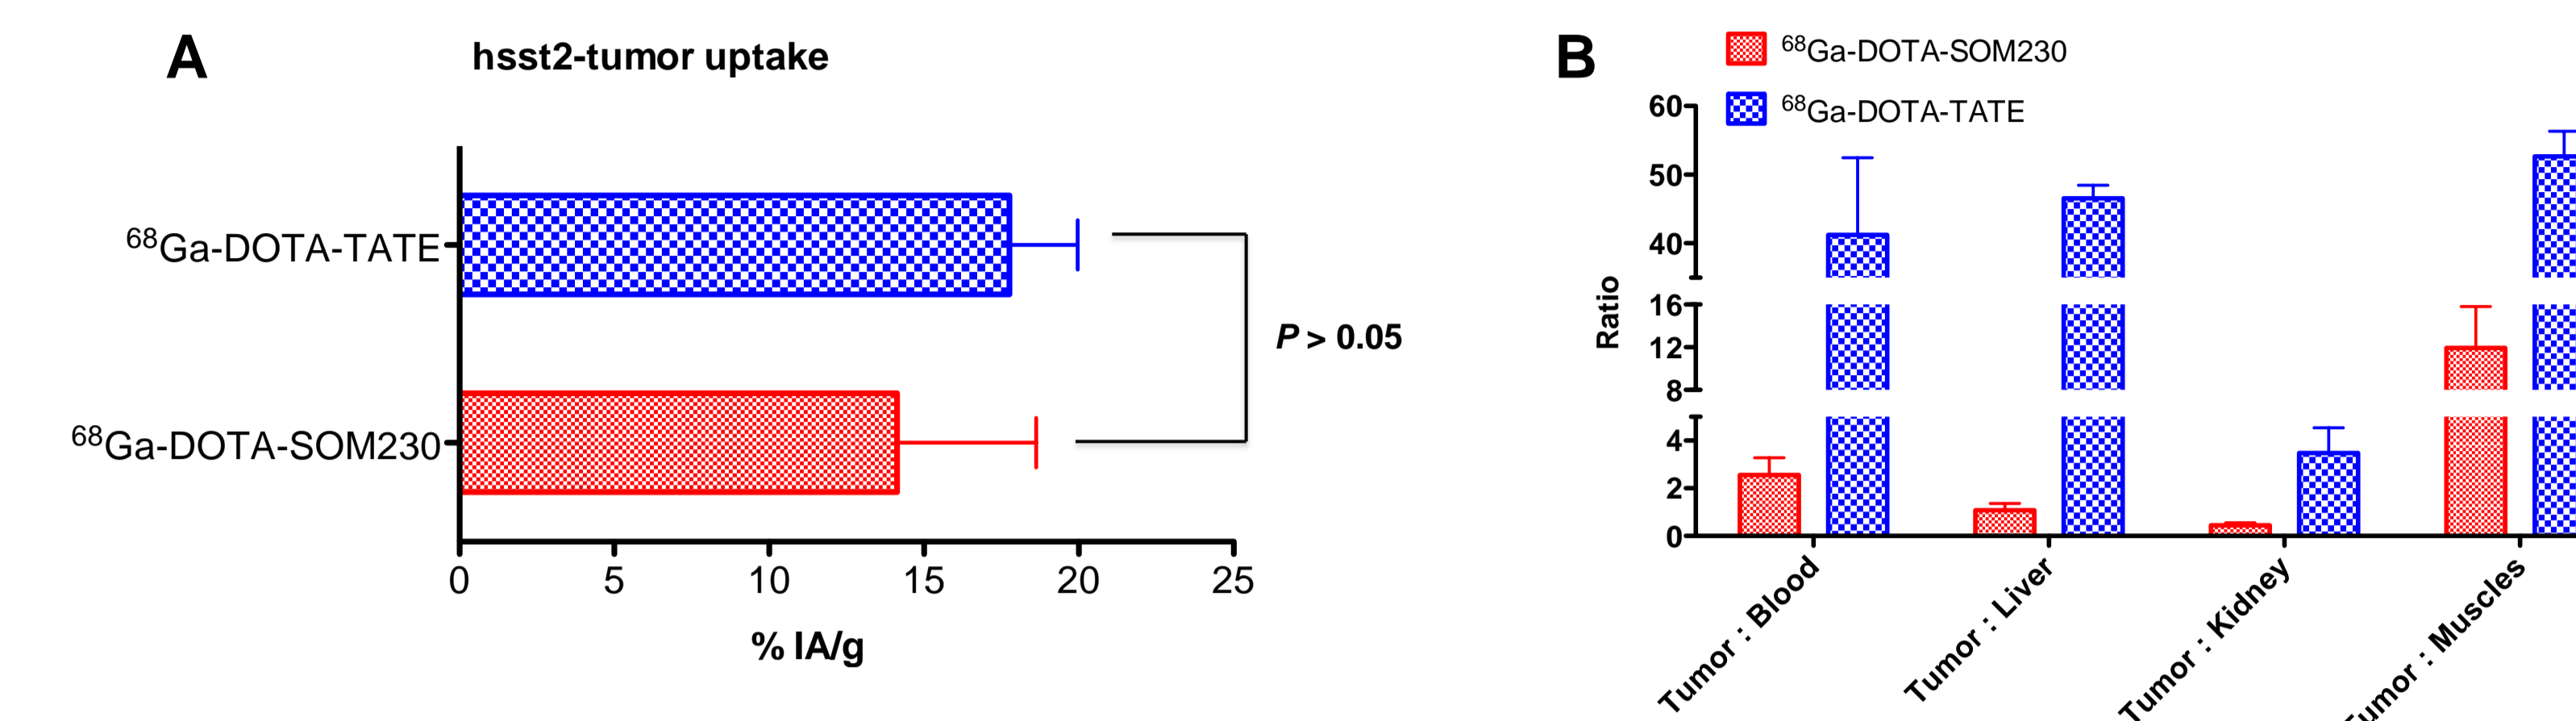 A
hsst2-tumor uptake
⁶⁸Ga-DOTA-TATE
⁶⁸Ga-DOTA-SOM230
P > 0.05
0 5 10 15 20 25
% IA/g
B
⁶⁸Ga-DOTA-SOM230
⁶⁸Ga-DOTA-TATE
Ratio
60
50
40
16
12
8
4
2
0
Tumor : Blood
Tumor : Liver
Tumor : Kidney
Tumor : Muscles